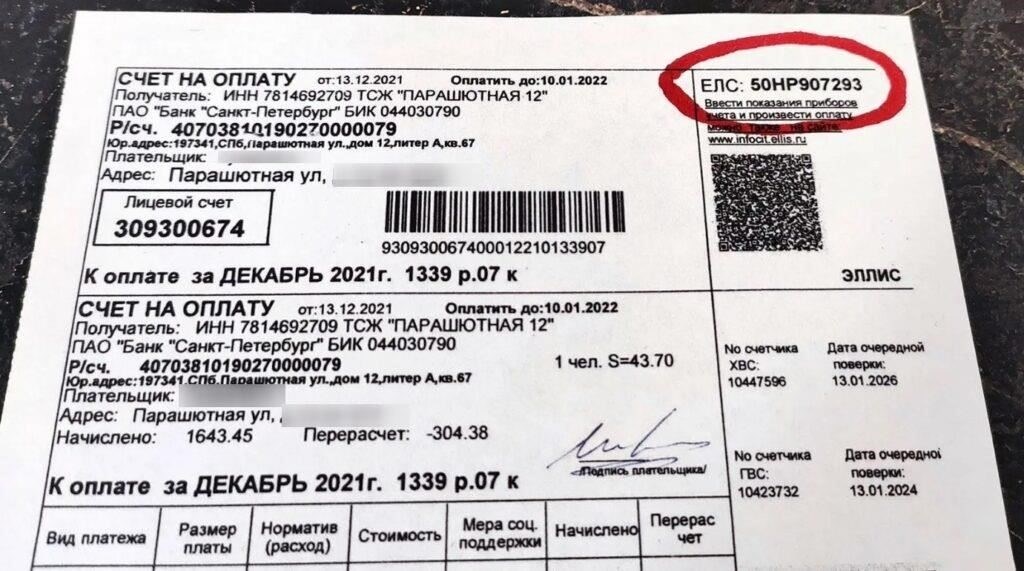 СЧЕТ НА ОПЛАТУ от:13.12.2021 Оплатить до:10.01.2022
Получатель: ИНН 7814692709 ТСЖ "ПАРАШЮТНАЯ 12"
ПАО "Банк "Санкт-Петербург" БИК 044030790
Р/сч. 40703810190270000079
Юр.адрес:197341,СПб,Парашютная ул.,дом 12,литер А,кв.67
Плательщик:
Адрес: Парашютная ул,
Лицевой счет
309300674
93093006740001221013390​7
К оплате за ДЕКАБРЬ 2021г. 1339 р.07 к
ЕЛС: 50НР907293
Ввести показания приборов
учета и произвести оплату
можно также на сайте:
www.infocit.ellis.ru
ЭЛЛИС
СЧЕТ НА ОПЛАТУ от:13.12.2021 Оплатить до:10.01.2022
Получатель: ИНН 7814692709 ТСЖ "ПАРАШЮТНАЯ 12"
ПАО "Банк "Санкт-Петербург" БИК 044030790
Р/сч. 40703810190270000079 1 чел. S=43.70
Юр.адрес:197341,СПб,Парашютная ул.,дом 12,литер А,кв.67
Плательщик:
Адрес: Парашютная ул,
Начислено: 1643.45 Перерасчет: -304.38
/Подпись плательщика/
К оплате за ДЕКАБРЬ 2021г. 1339 р.07 к
No счетчика Дата очередной
ХВС: поверки:
10447596 13.01.2026
No счетчика Дата очередной
ГВС: поверки:
10423732 13.01.2024
Вид платежа Размер платы Норматив (расход) Стоимость Мера соц. поддержки Начислено Перерас чет